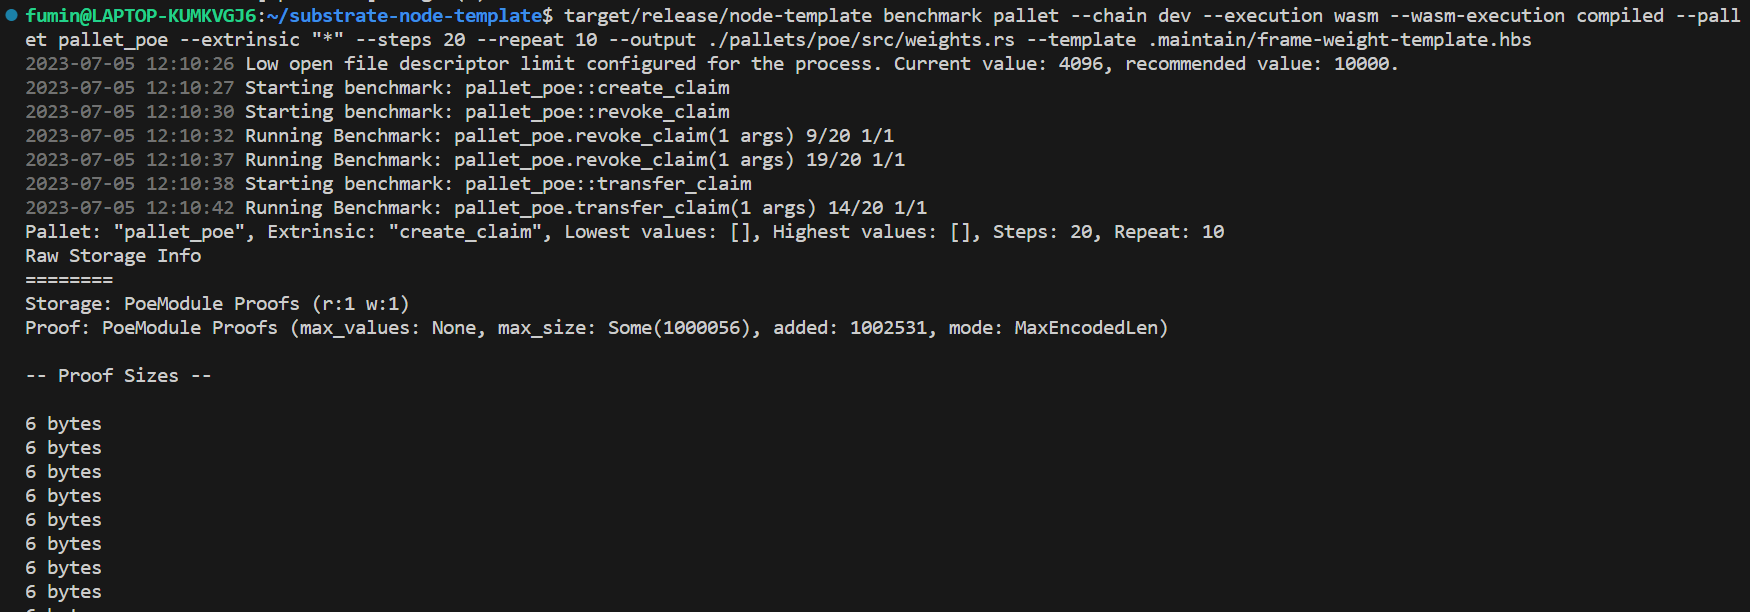 fumin@LAPTOP-KUMKVGJ6:~/substrate-node-template$ target/release/node-template benchmark pallet --chain dev --execution wasm --wasm-execution compiled --pall
et pallet_poe --extrinsic "*" --steps 20 --repeat 10 --output ./pallets/poe/src/weights.rs --template .maintain/frame-weight-template.hbs
2023-07-05 12:10:26 Low open file descriptor limit configured for the process. Current value: 4096, recommended value: 10000.
2023-07-05 12:10:27 Starting benchmark: pallet_poe::create_claim
2023-07-05 12:10:30 Starting benchmark: pallet_poe::revoke_claim
2023-07-05 12:10:32 Running Benchmark: pallet_poe.revoke_claim(1 args) 9/20 1/1
2023-07-05 12:10:37 Running Benchmark: pallet_poe.revoke_claim(1 args) 19/20 1/1
2023-07-05 12:10:38 Starting benchmark: pallet_poe::transfer_claim
2023-07-05 12:10:42 Running Benchmark: pallet_poe.transfer_claim(1 args) 14/20 1/1
Pallet: "pallet_poe", Extrinsic: "create_claim", Lowest values: [], Highest values: [], Steps: 20, Repeat: 10
Raw Storage Info
========
Storage: PoeModule Proofs (r:1 w:1)
Proof: PoeModule Proofs (max_values: None, max_size: Some(1000056), added: 1002531, mode: MaxEncodedLen)
-- Proof Sizes --
6 bytes
6 bytes
6 bytes
6 bytes
6 bytes
6 bytes
6 bytes
6 bytes